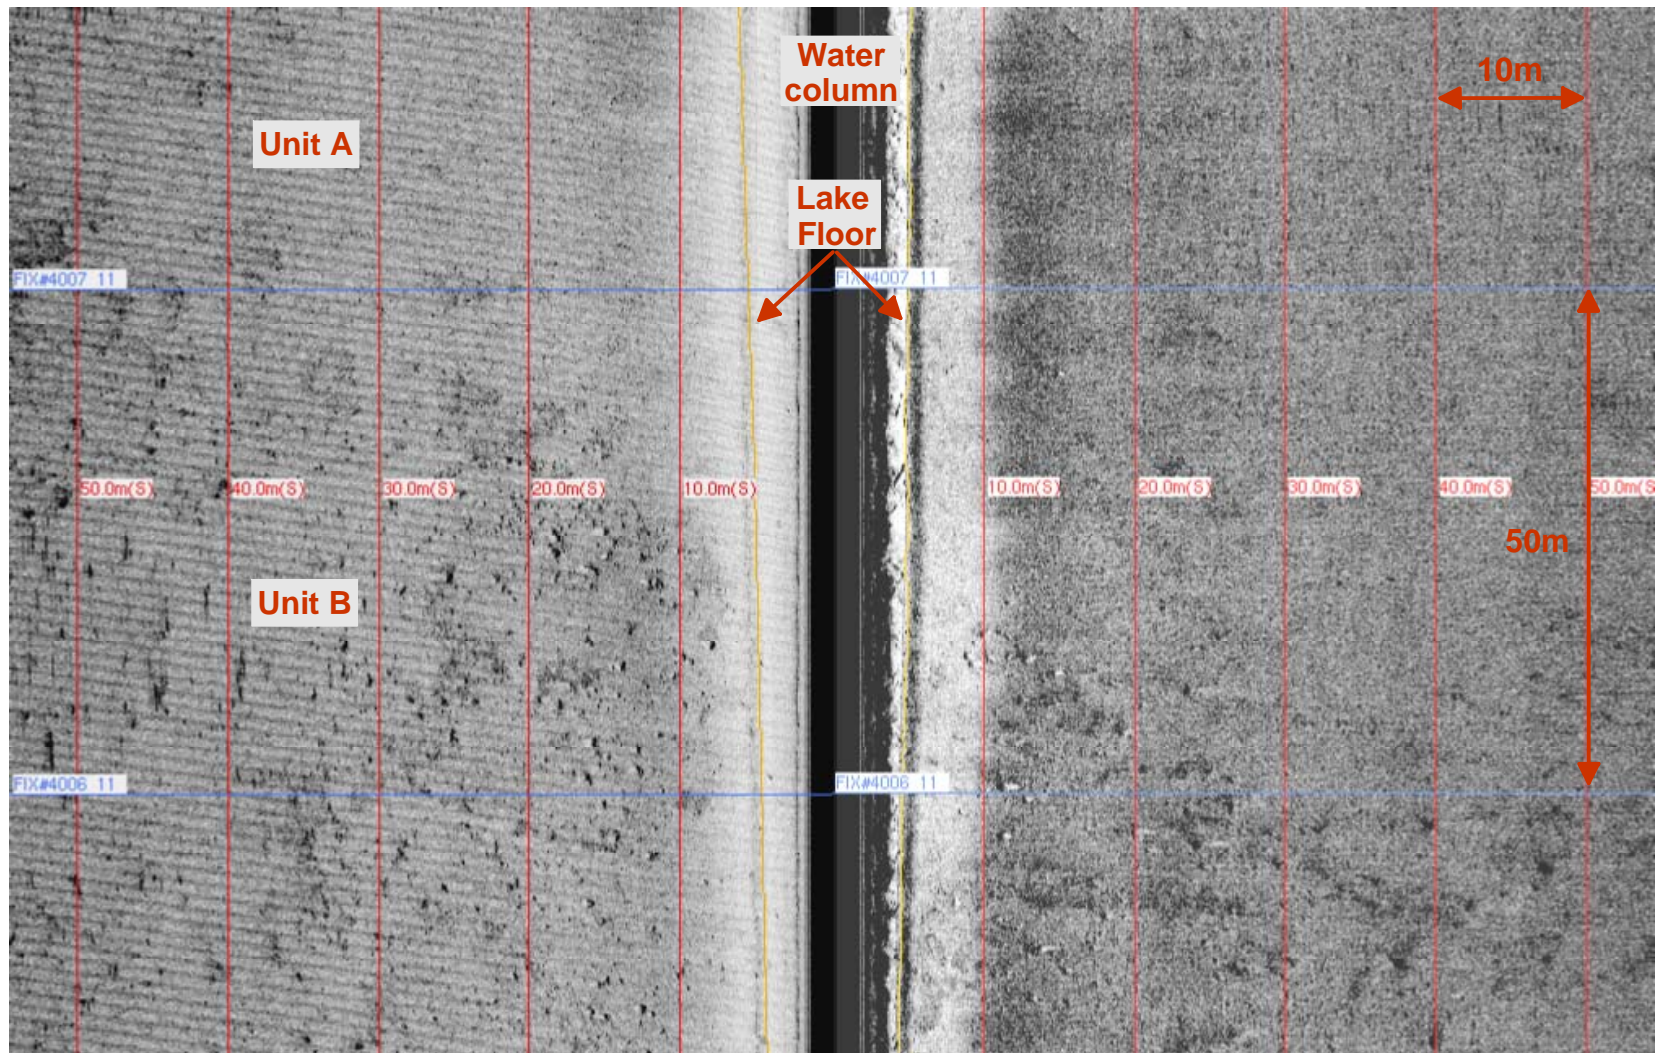 Water
column
10m
Unit A
Lake
Floor
FIX#4007 11
FIX#4007 11
50.0m(S)
40.0m(S)
30.0m(S)
20.0m(S)
10.0m(S)
10.0m(S)
20.0m(S)
30.0m(S)
40.0m(S)
50.0m(S
50m
Unit B
FIX#4006 11
FIX#4006 11